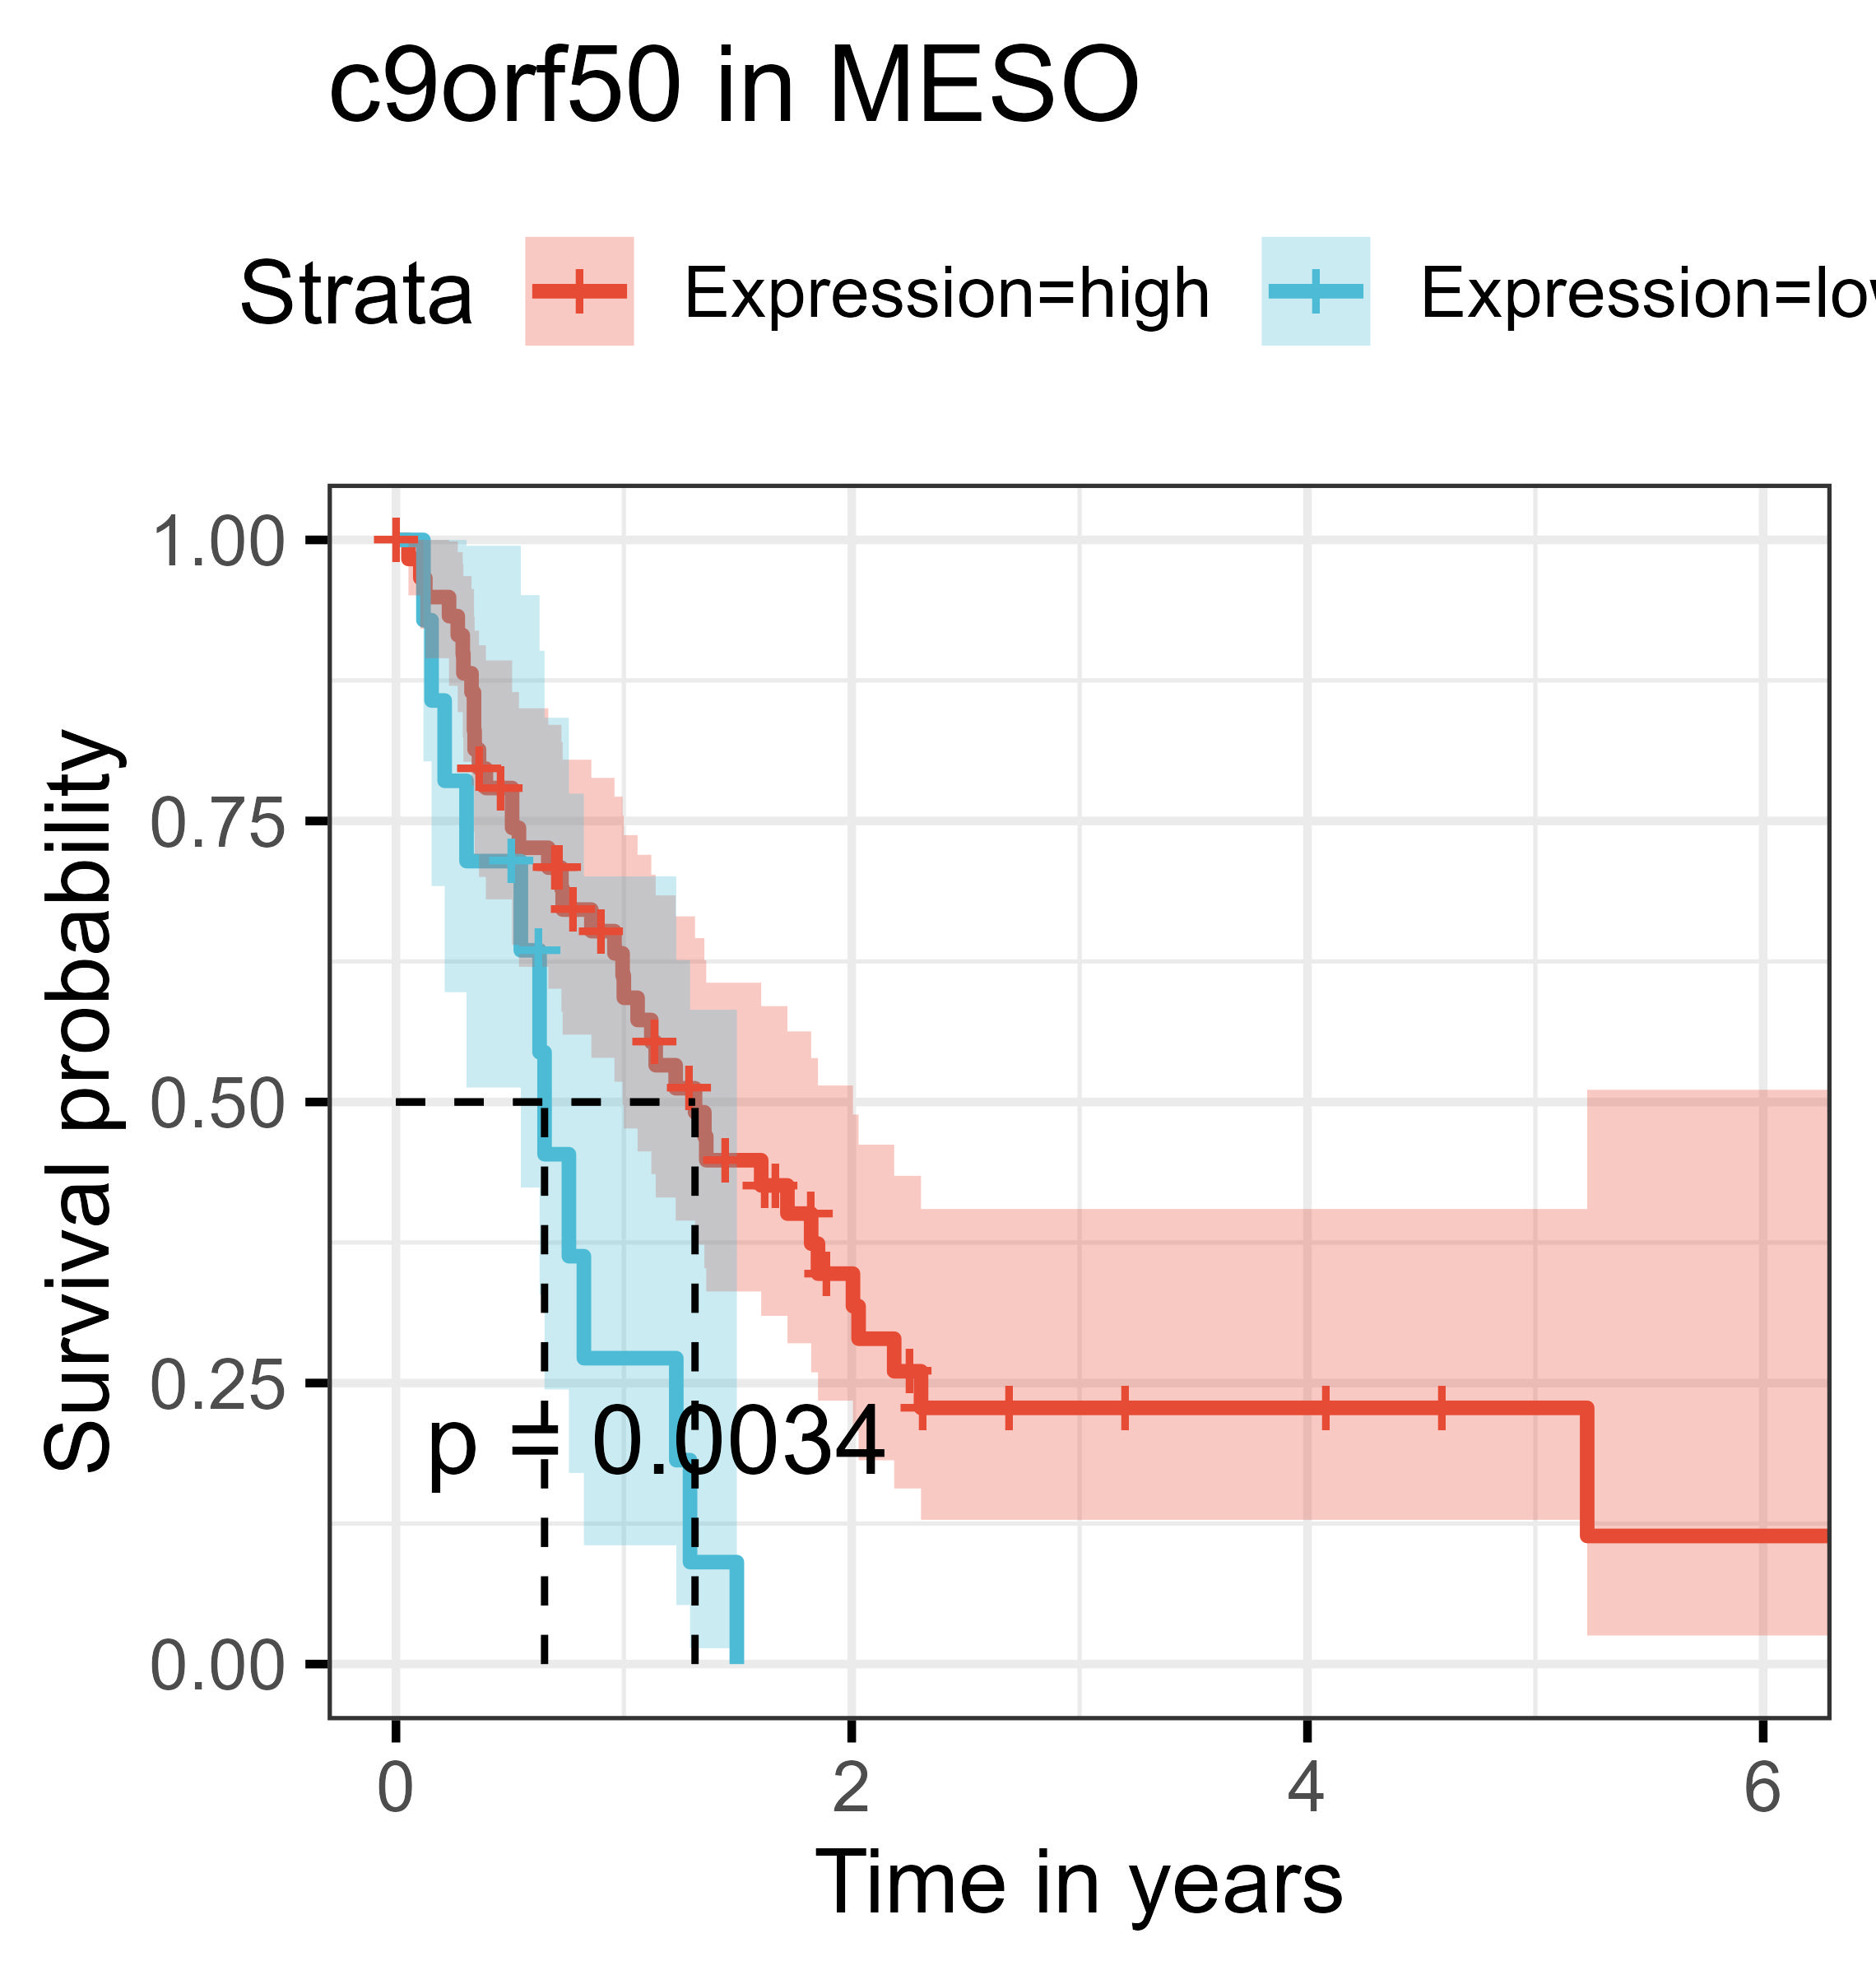 c9orf50 in MESO
Strata Expression=high Expression=lo
1.00
0.75
0.50
0.25
0.00
Survival probability
p = 0.0034
0 2 4 6
Time in years